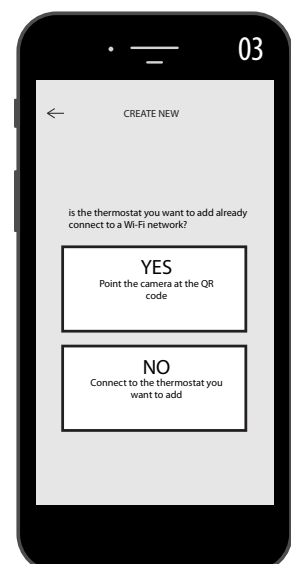 03
CREATE NEW
is the thermostat you want to add already
connect to a Wi-Fi network?
YES
Point the camera at the QR
code
NO
Connect to the thermostat you
want to add